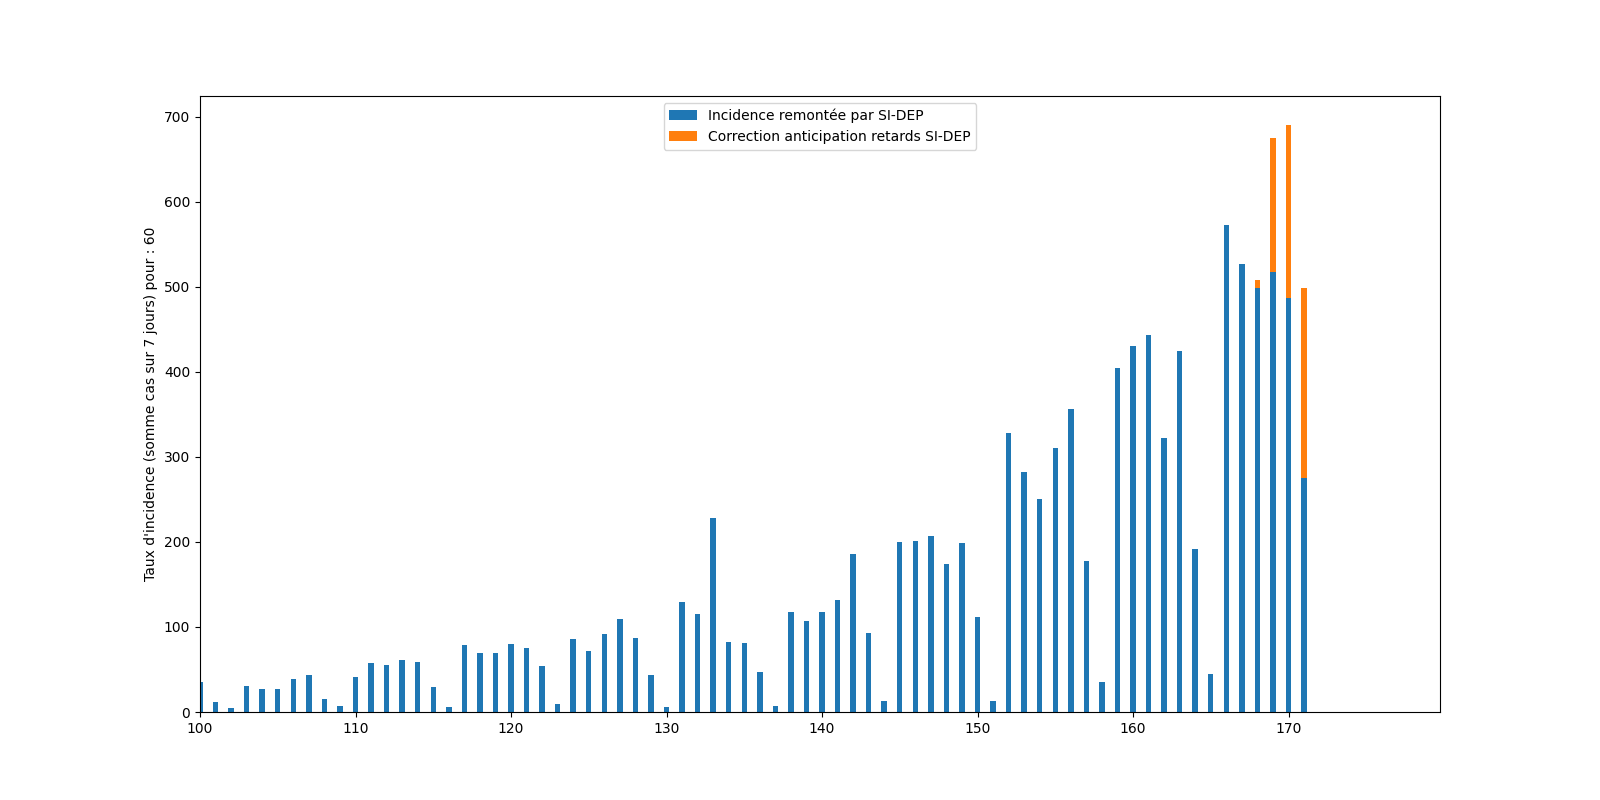 Incidence remontée par SI-DEP
Correction anticipation retards SI-DEP
Taux d'incidence (somme cas sur 7 jours) pour : 60
700
600
500
400
300
200
100
0
100 110 120 130 140 150 160 170